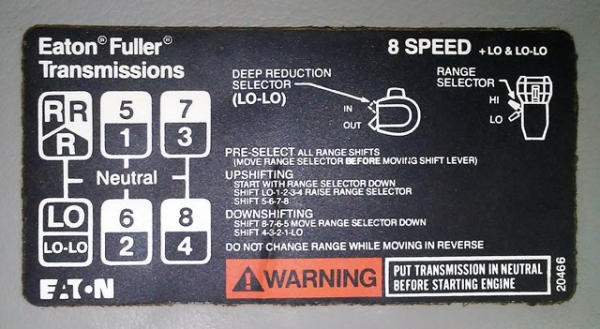 Eaton® Fuller®
Transmissions
8 SPEED + LO & LO-LO
DEEP REDUCTION
SELECTOR
(LO-LO)
IN
OUT
RANGE
SELECTOR
HI
LO
R R 5 7
R 1 3
Neutral
LO 6 8
LO-LO 2 4
PRE-SELECT ALL RANGE SHIFTS
(MOVE RANGE SELECTOR BEFORE MOVING SHIFT LEVER)
UPSHIFTING
START WITH RANGE SELECTOR DOWN
SHIFT LO-1-2-3-4 RAISE RANGE SELECTOR
SHIFT 5-6-7-8
DOWNSHIFTING
SHIFT 8-7-6-5 MOVE RANGE SELECTOR DOWN
SHIFT 4-3-2-1-LO
DO NOT CHANGE RANGE WHILE MOVING IN REVERSE
EATON
WARNING
PUT TRANSMISSION IN NEUTRAL
BEFORE STARTING ENGINE
20466